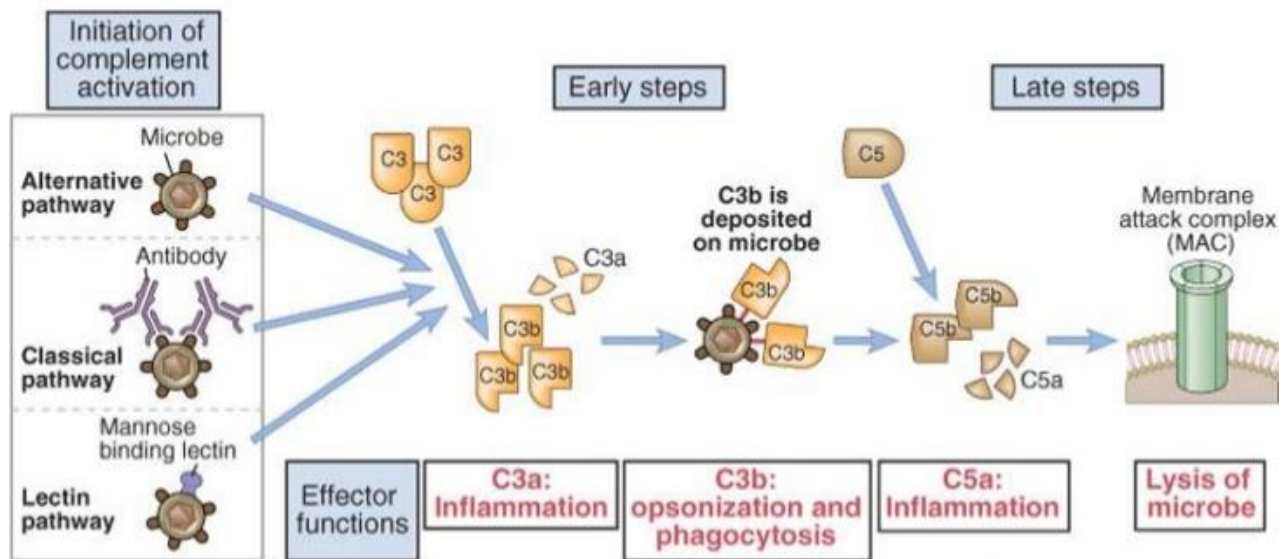 Initiation of
complement
activation
Early steps
Late steps
Microbe
Alternative
pathway
Antibody
Classical
pathway
Mannose
binding lectin
Lectin
pathway
C3
C3
C3
C3a
C3b
C3b
C3b
C3b is
deposited
on microbe
C3b
C3b
C5
C5b
C5b
C5a
Membrane
attack complex
(MAC)
Effector
functions
C3a:
Inflammation
C3b:
opsonization and
phagocytosis
C5a:
Inflammation
Lysis of
microbe